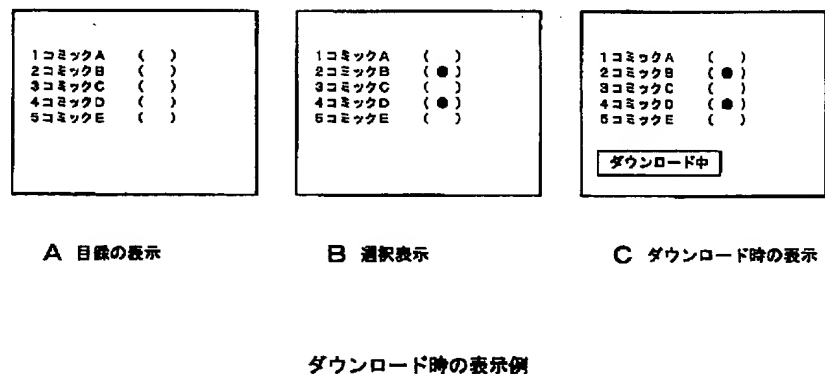 1コミックA ( )
2コミックB ( )
3コミックC ( )
4コミックD ( )
5コミックE ( )
1コミックA ( )
2コミックB ( ● )
3コミックC ( )
4コミックD ( ● )
5コミックE ( )
1コミックA ( )
2コミックB ( ● )
3コミックC ( )
4コミックD ( ● )
5コミックE ( )
ダウンロード中
A 目録の表示
B 選択表示
C ダウンロード時の表示
ダウンロード時の表示例